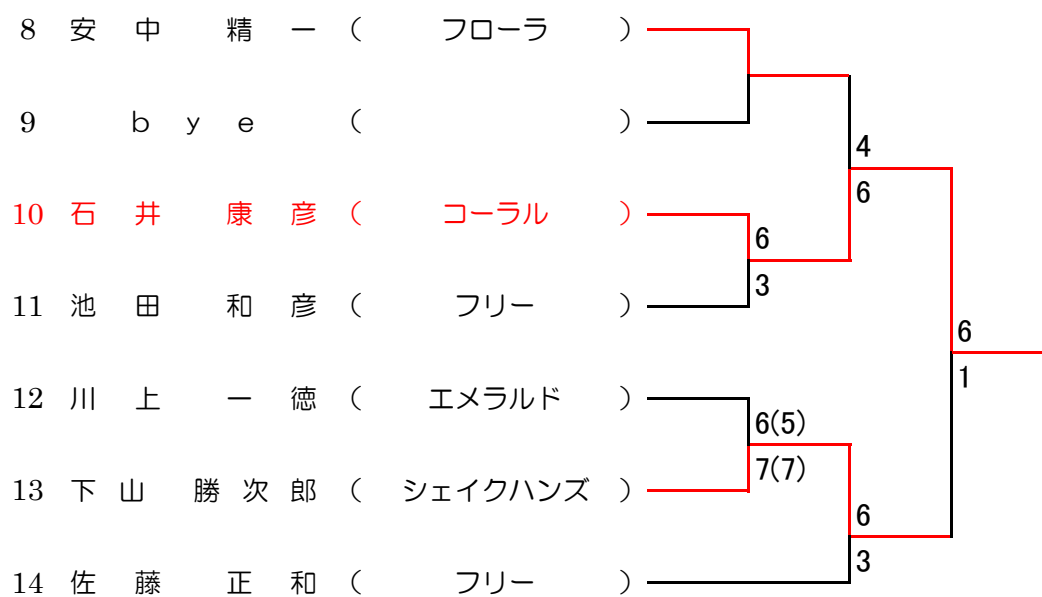 8 安 中 精 一 ( フローラ )
9 b y e ( )
4
6
10 石 井 康 彦 ( コーラル )
6
3
11 池 田 和 彦 ( フリー )
6
1
12 川 上 一 徳 ( エメラルド )
6(5)
7(7)
13 下 山 勝 次 郎 ( シェイクハンズ )
6
3
14 佐 藤 正 和 ( フリー )